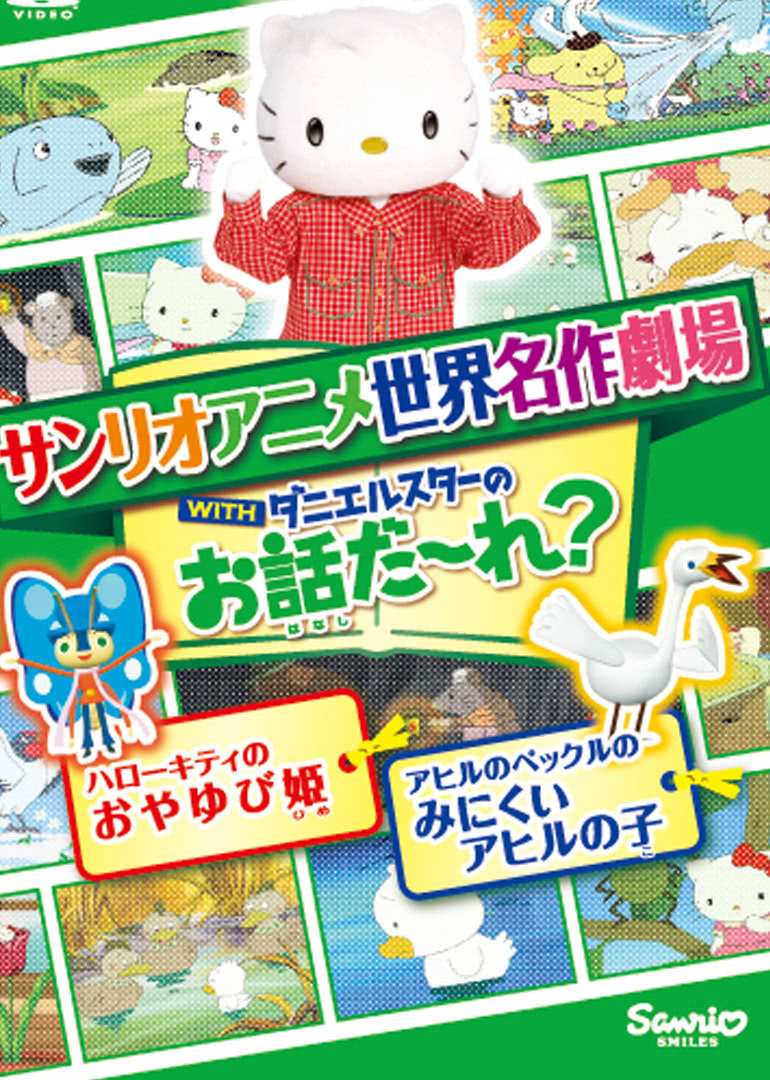 VIDEO
サンリオアニメ世界名作劇場
WITH ダニエルスターの
お話だ～れ?
はなし
ハローキティの
おやゆび姫
ひめ
アヒルのペックルの
みにくい
アヒルの子
こ
Sanrio
SMILES